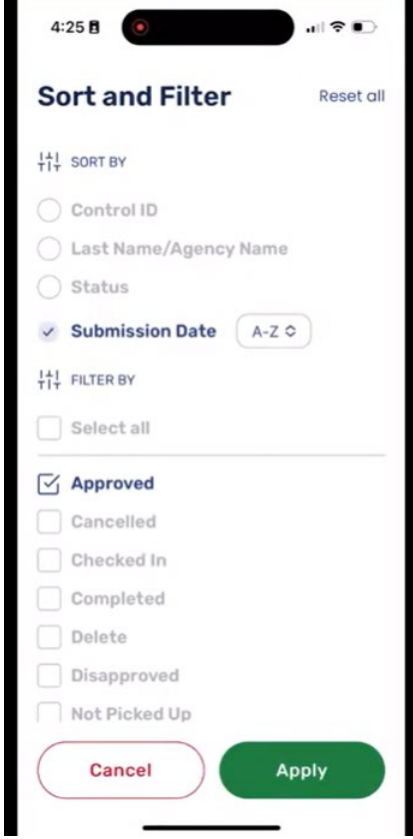 4:25
Sort and Filter
Reset all
SORT BY
Control ID
Last Name/Agency Name
Status
Submission Date
A-Z
FILTER BY
Select all
Approved
Cancelled
Checked In
Completed
Delete
Disapproved
Not Picked Up
Cancel
Apply